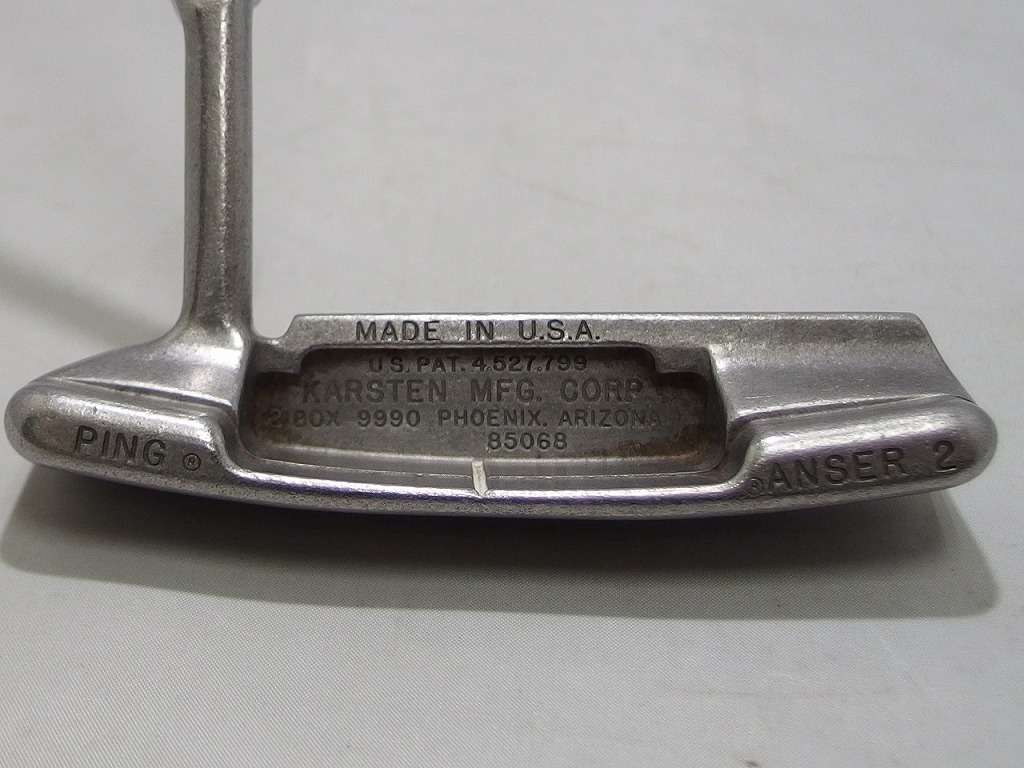 MADE IN U.S.A.
U.S. PAT. 4.527.799
KARSTEN MFG. CORP
BOX 9990 PHOENIX. ARIZONA
85068
PING ®
® ANSER 2